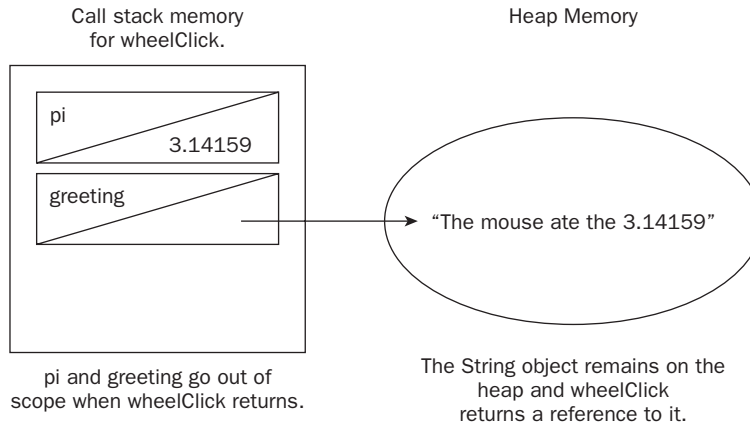 Call stack memory
for wheelClick.
Heap Memory
pi
3.14159
greeting
“The mouse ate the 3.14159”
pi and greeting go out of
scope when wheelClick returns.
The String object remains on the
heap and wheelClick
returns a reference to it.